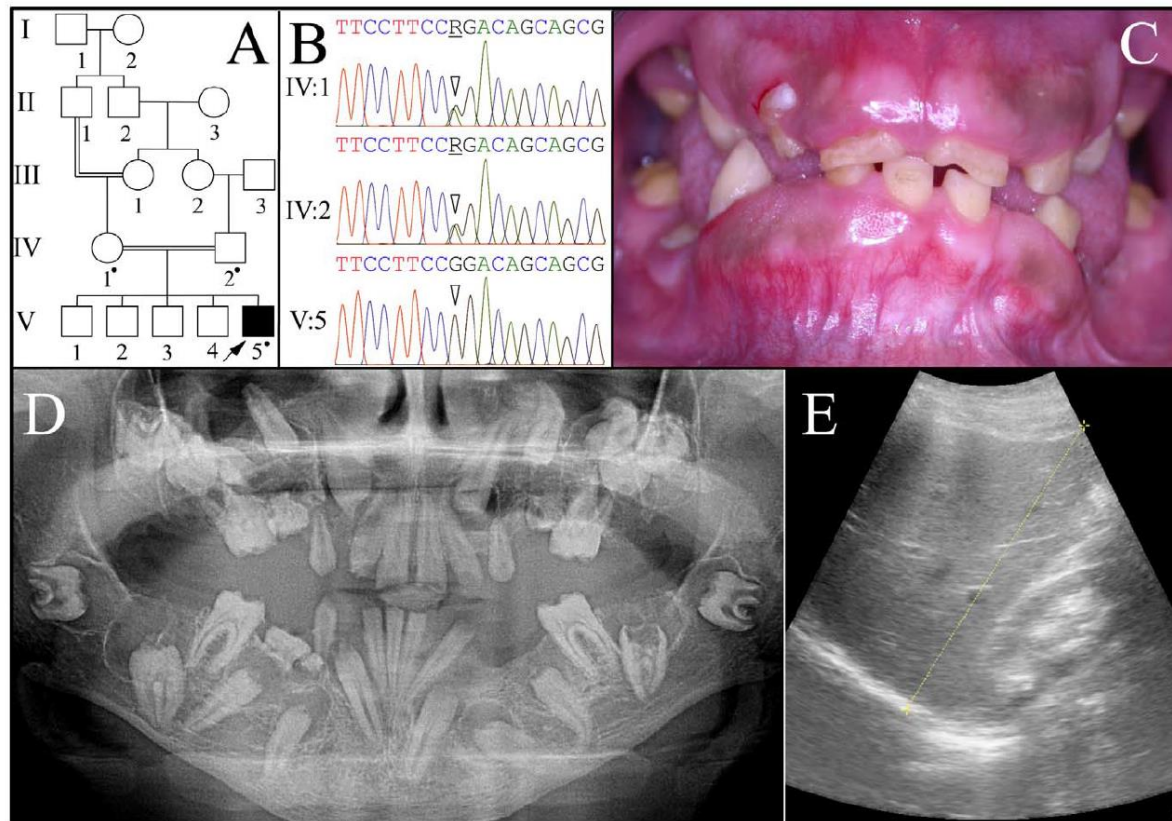 A
I
1 2
II
1 2 3
III
1 2 3
IV
1• 2•
V
1 2 3 4 5•
B
TTCCTTCCRGACAGCAGCG
IV:1
TTCCTTCCRGACAGCAGCG
IV:2
TTCCTTCCGGACAGCAGCG
V:5
C
D
E